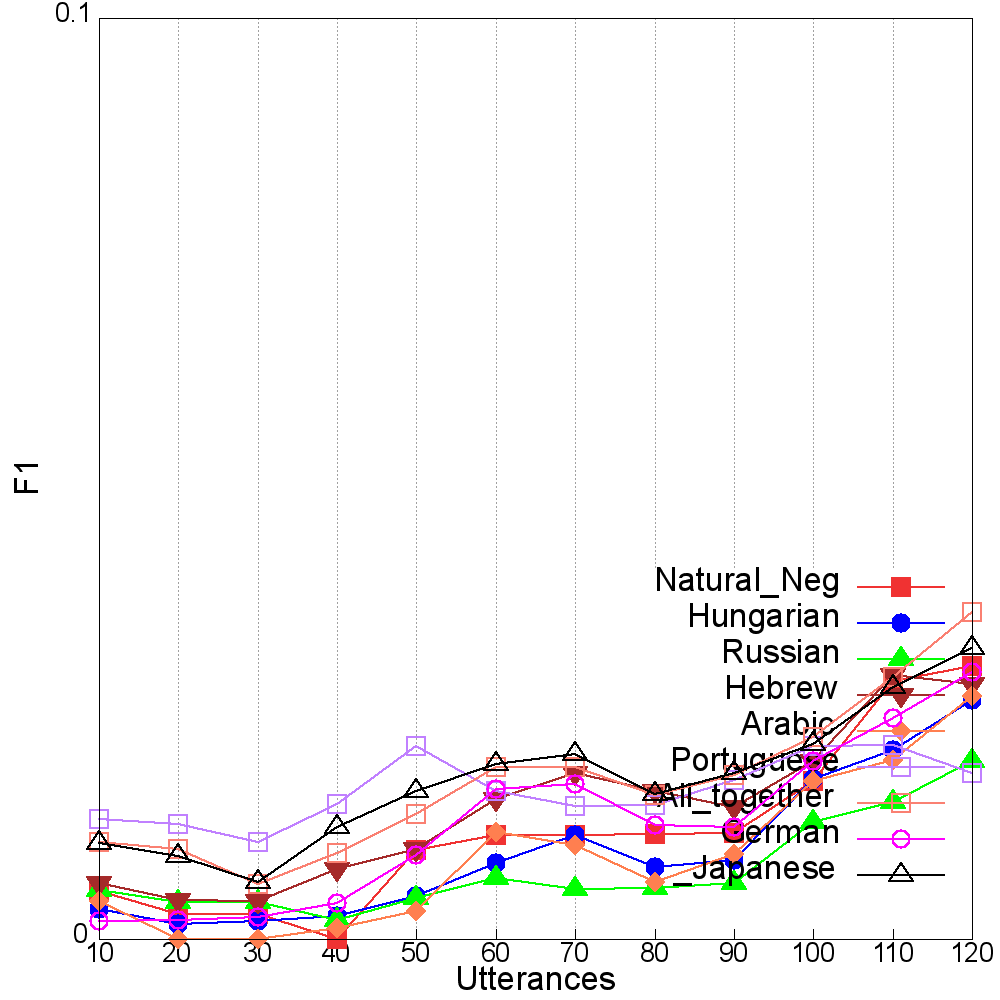 0.1
F1
Natural_Neg
Hungarian
Russian
Hebrew
Arabic
Portuguese
All_together
German
_Japanese
0
10 20 30 40 50 60 70 80 90 100 110 120
Utterances